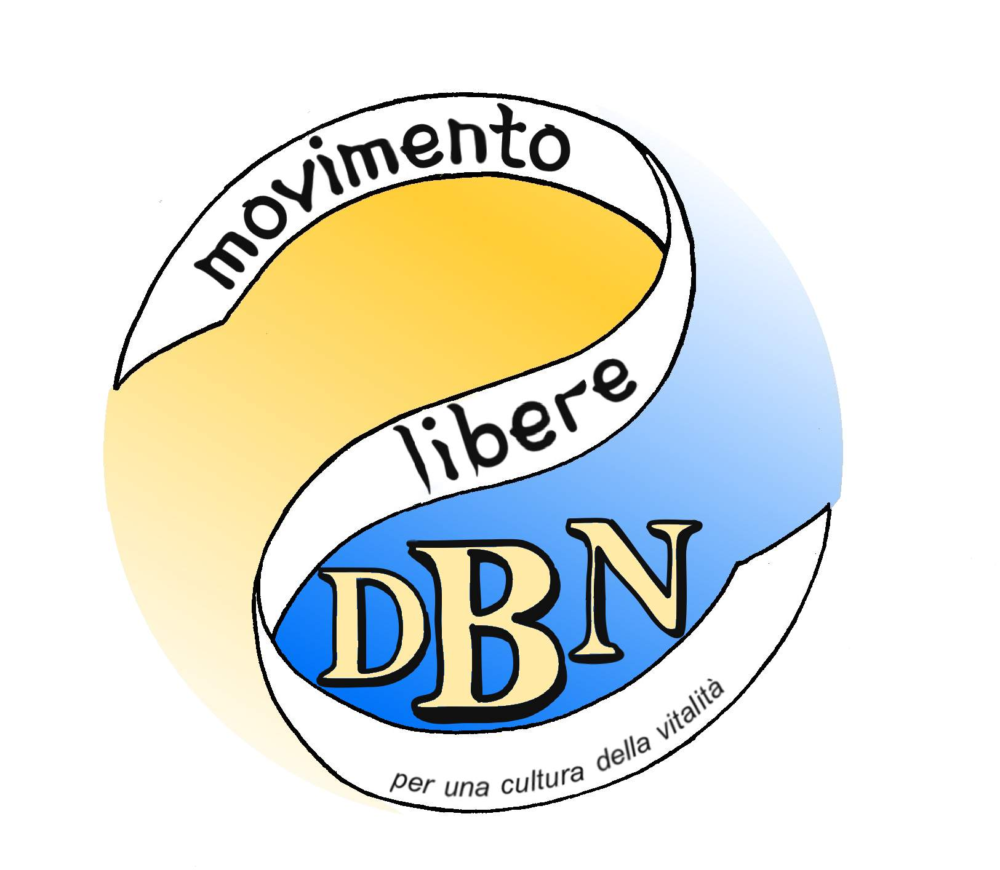 movimento
libere
DBN
per una cultura della vitalità